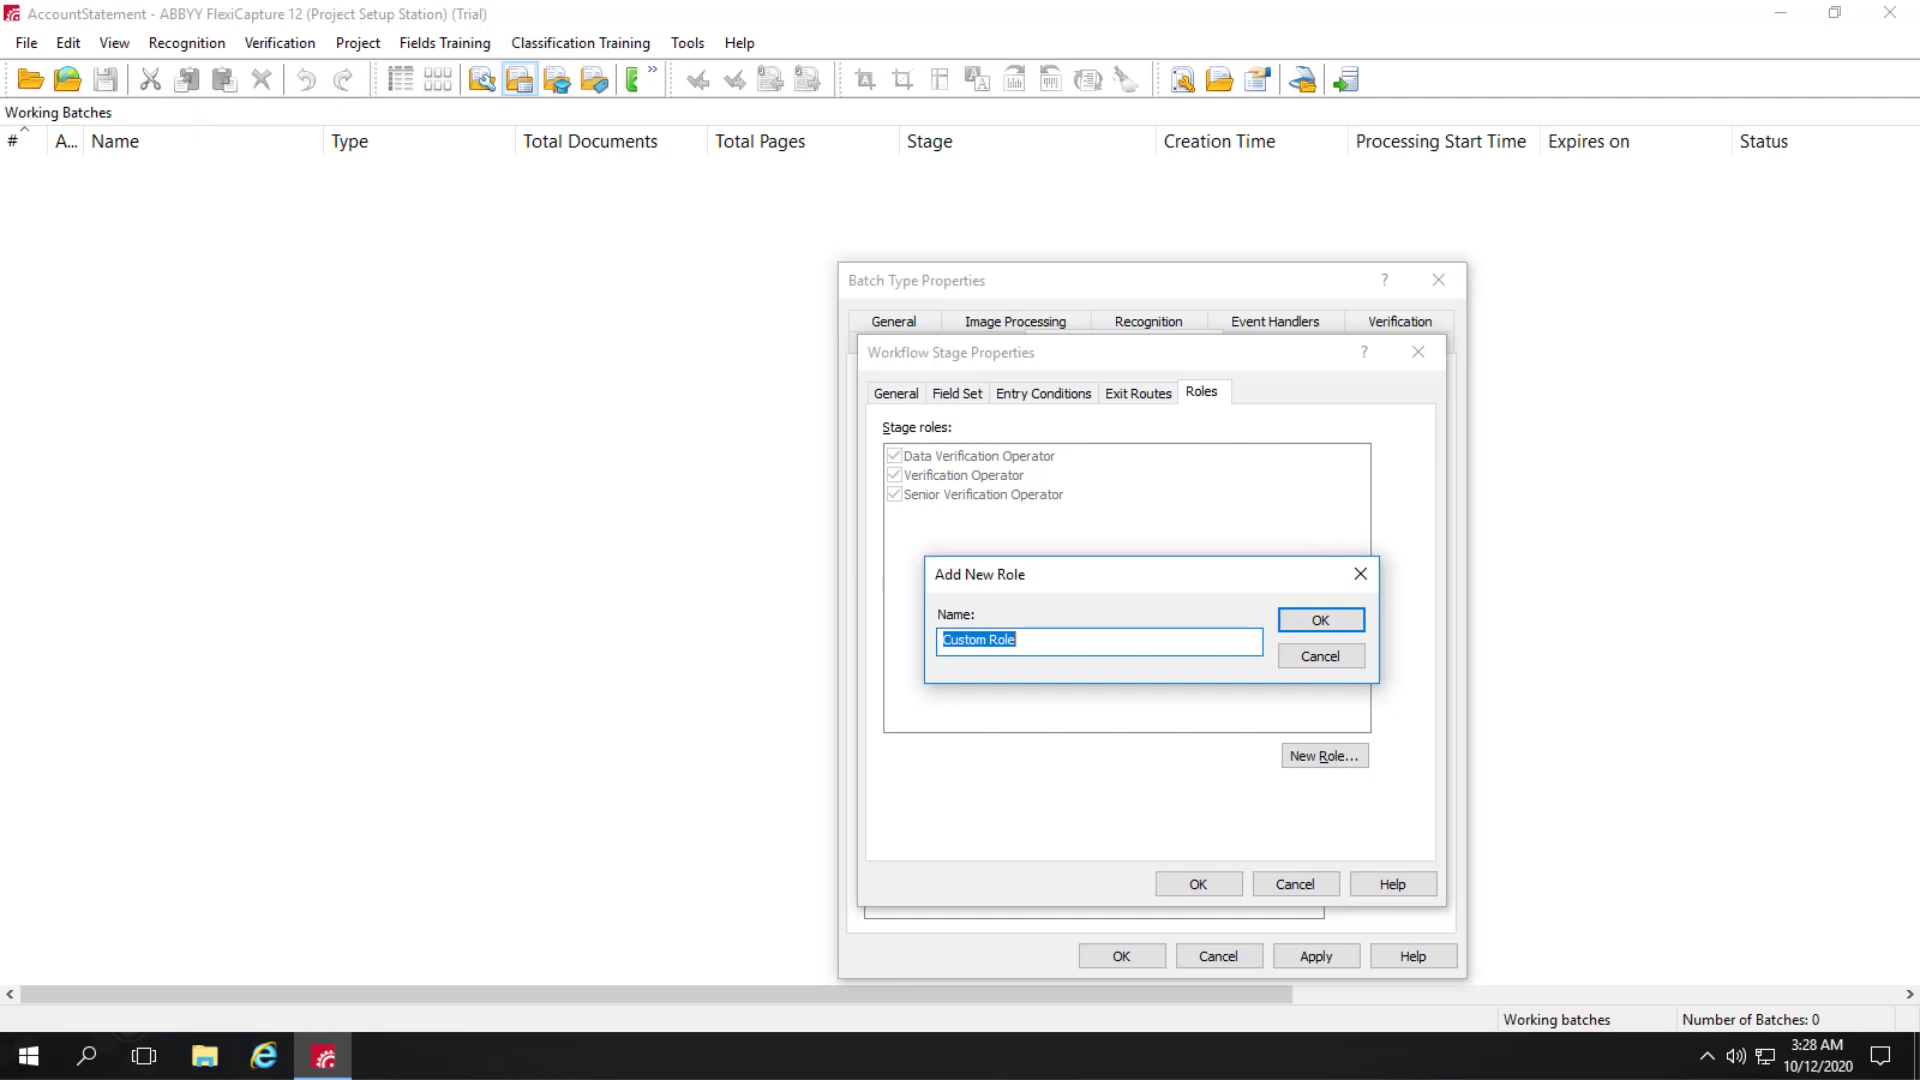 AccountStatement - ABBYY FlexiCapture 12 (Project Setup Station) (Trial)
File Edit View Recognition Verification Project Fields Training Classification Training Tools Help
Working Batches
# A... Name Type Total Documents Total Pages Stage Creation Time Processing Start Time Expires on Status
Batch Type Properties
General Image Processing Recognition Event Handlers Verification
Workflow Stage Properties
General Field Set Entry Conditions Exit Routes Roles
Stage roles:
Data Verification Operator
Verification Operator
Senior Verification Operator
Add New Role
Name:
Custom Role
OK
Cancel
New Role...
OK Cancel Help
OK Cancel Apply Help
Working batches Number of Batches: 0
3:28 AM
10/12/2020